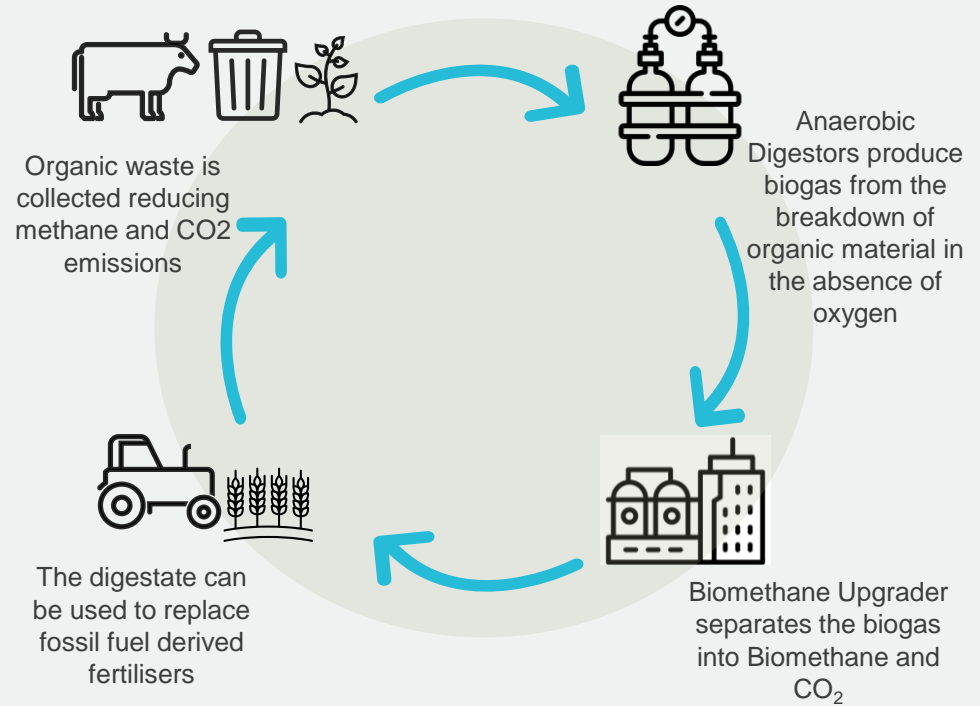 Organic waste is
collected reducing
methane and CO2
emissions
Anaerobic
Digestors produce
biogas from the
breakdown of
organic material in
the absence of
oxygen
Biomethane Upgrader
separates the biogas
into Biomethane and
CO₂
The digestate can
be used to replace
fossil fuel derived
fertilisers